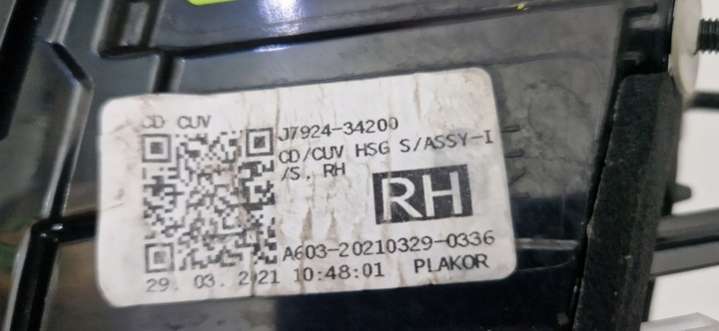 CD CUV
J7924-34200
CD/CUV HSG S/ASSY-I
/S, RH
RH
A603-20210329-0336
29. 03. 2021 10:48:01 PLAKOR